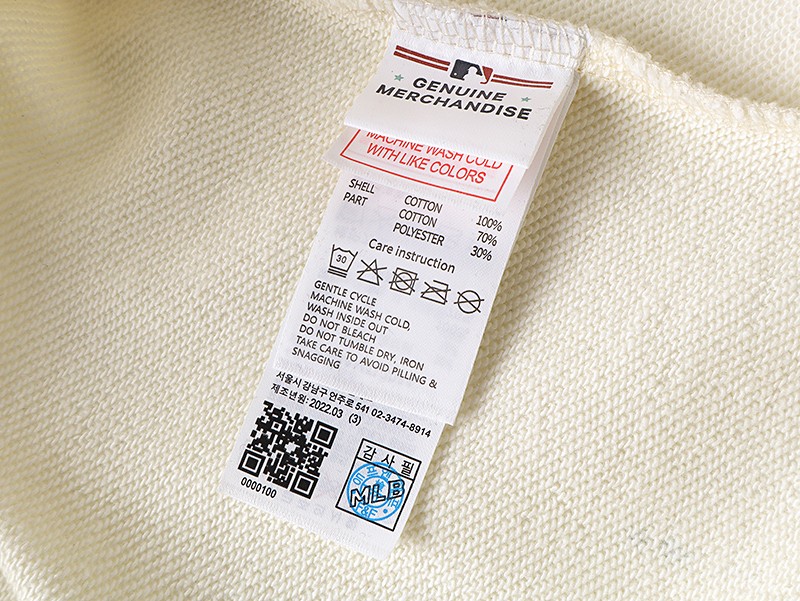 GENUINE
MERCHANDISE
MACHINE WASH COLD
WITH LIKE COLORS
SHELL COTTON 100%
PART COTTON 70%
POLYESTER 30%
Care instruction
30
GENTLE CYCLE
MACHINE WASH COLD,
WASH INSIDE OUT
DO NOT BLEACH
DO NOT TUMBLE DRY, IRON
TAKE CARE TO AVOID PILLING &
SNAGGING
서울시 강남구 언주로 541 02-3474-8914
제조년원: 2022.03 (3)
0000100
감 사 필
MLB
F&F